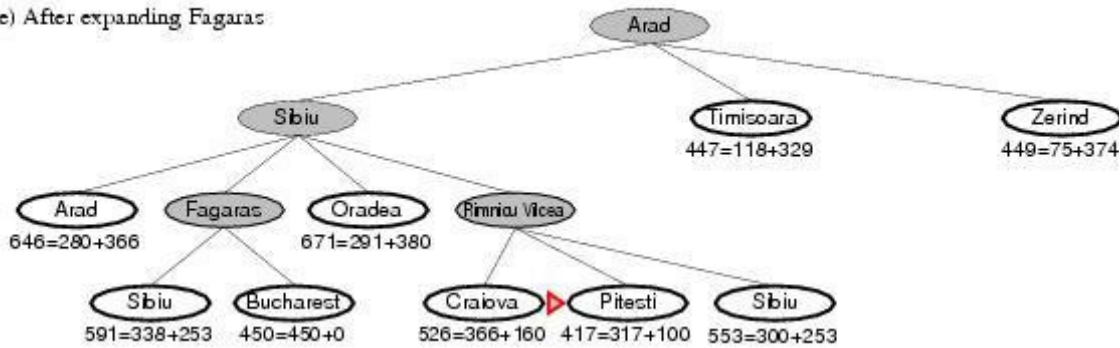 e) After expanding Fagaras
Arad
Sibiu
Timisoara
Zerind
447=118+329
449=75+374
Arad
Fagaras
Oradea
Rimnicu Vilcea
646=280+366
671=291+380
Sibiu
Bucharest
Craiova
Pitesti
Sibiu
591=338+253
450=450+0
526=366+160
417=317+100
553=300+253